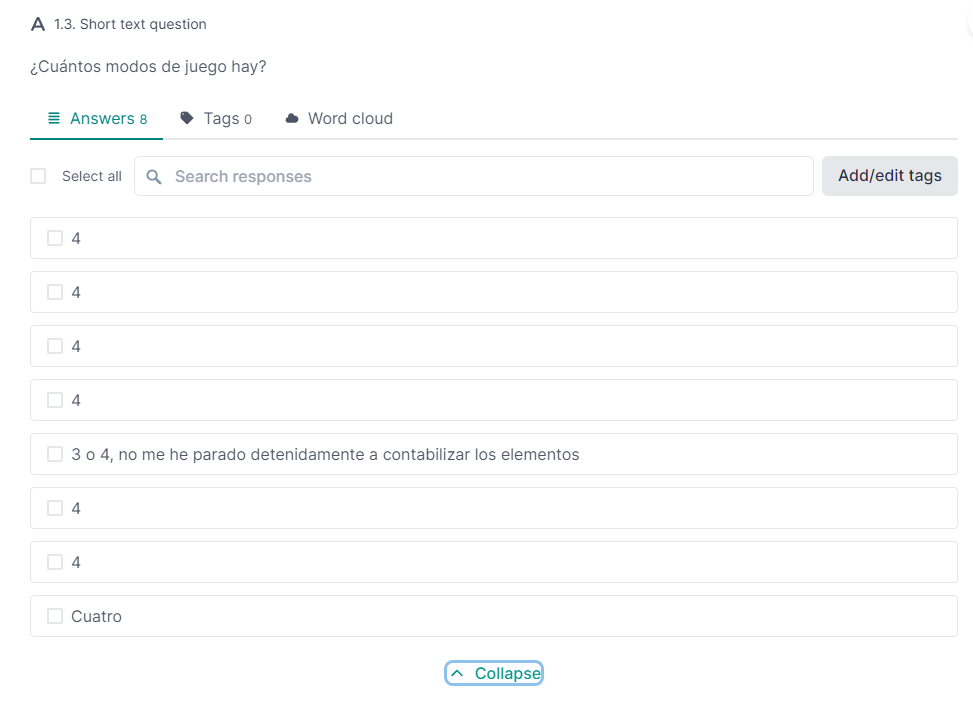 A 1.3. Short text question
¿Cuántos modos de juego hay?
Answers 8 Tags 0 Word cloud
Select all Search responses Add/edit tags
4
4
4
4
3 o 4, no me he parado detenidamente a contabilizar los elementos
4
4
Cuatro
Collapse